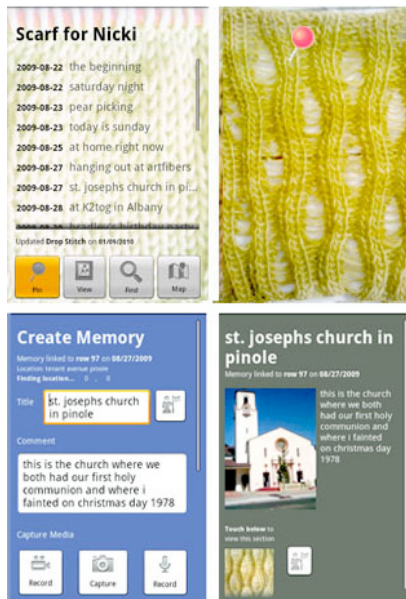 Scarf for Nicki
2009-08-22 the beginning
2009-08-22 saturday night
2009-08-23 pear picking
2009-08-23 today is sunday
2009-08-25 at home right now
2009-08-27 hanging out at artfibers
2009-08-27 st. josephs church in pi...
2009-08-28 at K2tog in Albany
Updated Drop Stitch on 01/09/2010
Pin View Find Map
Create Memory
Memory linked to row 97 on 08/27/2009
Location: tenant avenue pinole
Finding location... 0 , 0
Title
st. josephs church
in pinole
Comment
this is the church where we
both had our first holy
communion and where i
fainted on christmas day 1978
Capture Media
Record Capture Record
st. josephs church in
pinole
Memory linked to row 97 on 08/27/2009
this is the church
where we both
had our first holy
communion and
where i fainted
on christmas day
1978
Touch below to
view this section